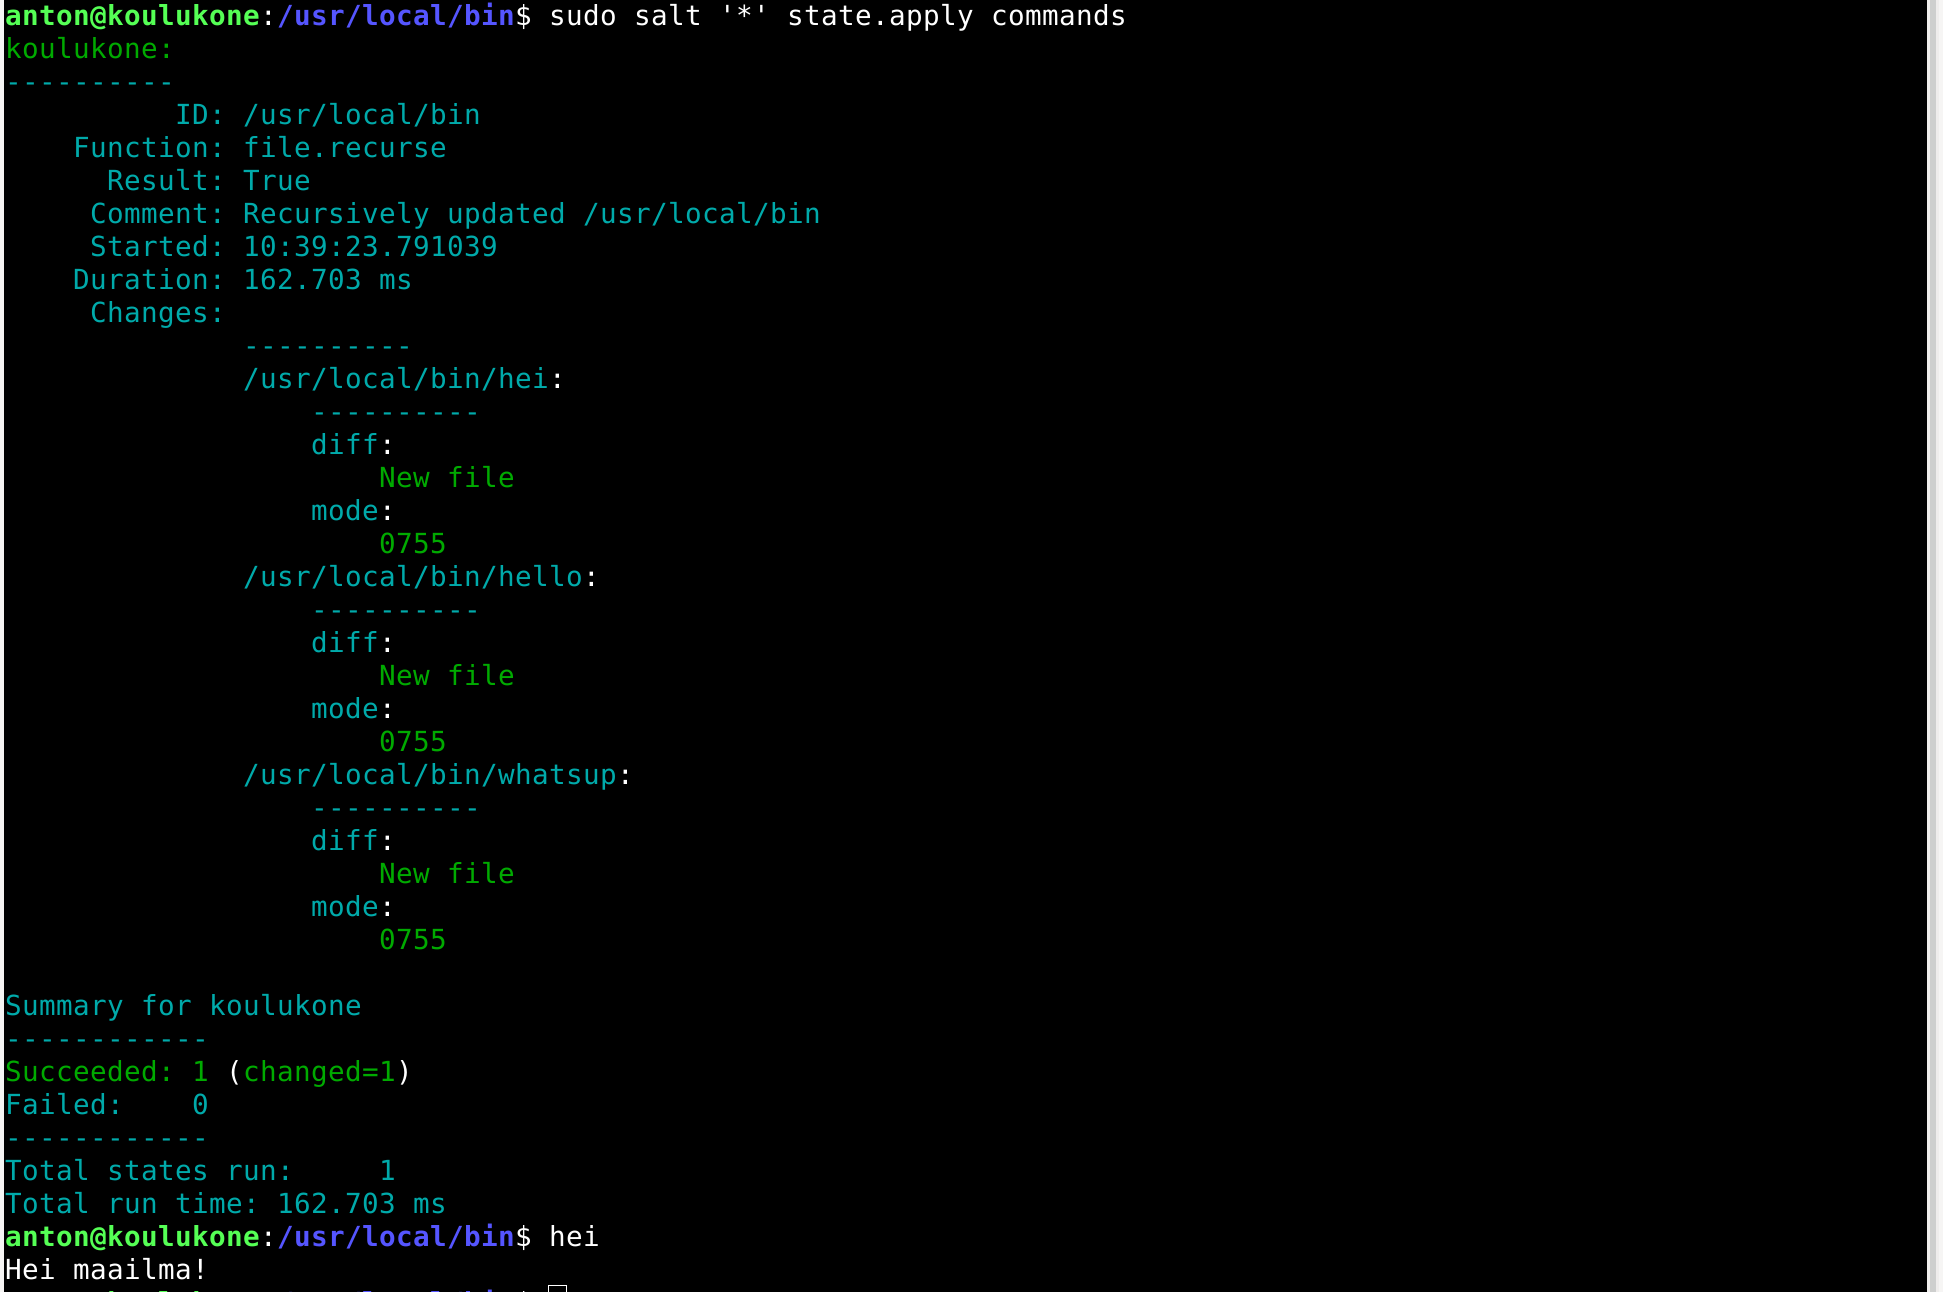 anton@koulukone:/usr/local/bin$ sudo salt '*' state.apply commands
koulukone:
----------
          ID: /usr/local/bin
    Function: file.recurse
      Result: True
     Comment: Recursively updated /usr/local/bin
     Started: 10:39:23.791039
    Duration: 162.703 ms
     Changes:
              ----------
              /usr/local/bin/hei:
                  ----------
                  diff:
                      New file
                  mode:
                      0755
              /usr/local/bin/hello:
                  ----------
                  diff:
                      New file
                  mode:
                      0755
              /usr/local/bin/whatsup:
                  ----------
                  diff:
                      New file
                  mode:
                      0755

Summary for koulukone
------------
Succeeded: 1 (changed=1)
Failed:    0
------------
Total states run:     1
Total run time: 162.703 ms
anton@koulukone:/usr/local/bin$ hei
Hei maailma!